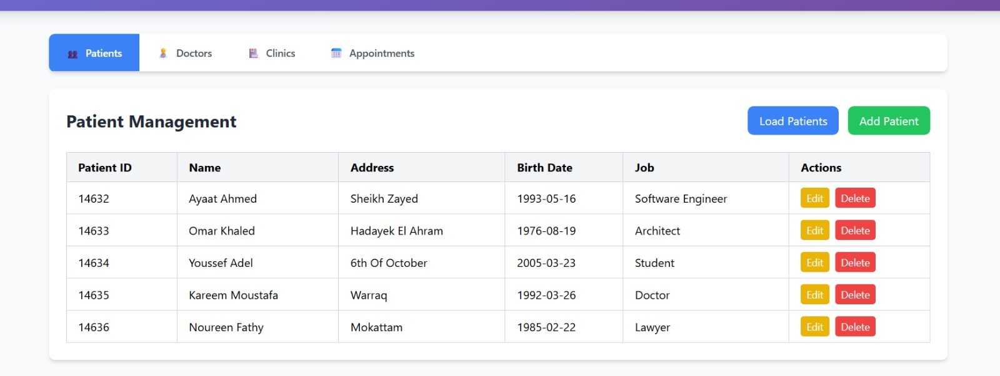 Patients Doctors Clinics Appointments
Patient Management Load Patients Add Patient
Patient ID Name Address Birth Date Job Actions
14632 Ayaat Ahmed Sheikh Zayed 1993-05-16 Software Engineer Edit Delete
14633 Omar Khaled Hadayek El Ahram 1976-08-19 Architect Edit Delete
14634 Youssef Adel 6th Of October 2005-03-23 Student Edit Delete
14635 Kareem Moustafa Warraq 1992-03-26 Doctor Edit Delete
14636 Noureen Fathy Mokattam 1985-02-22 Lawyer Edit Delete